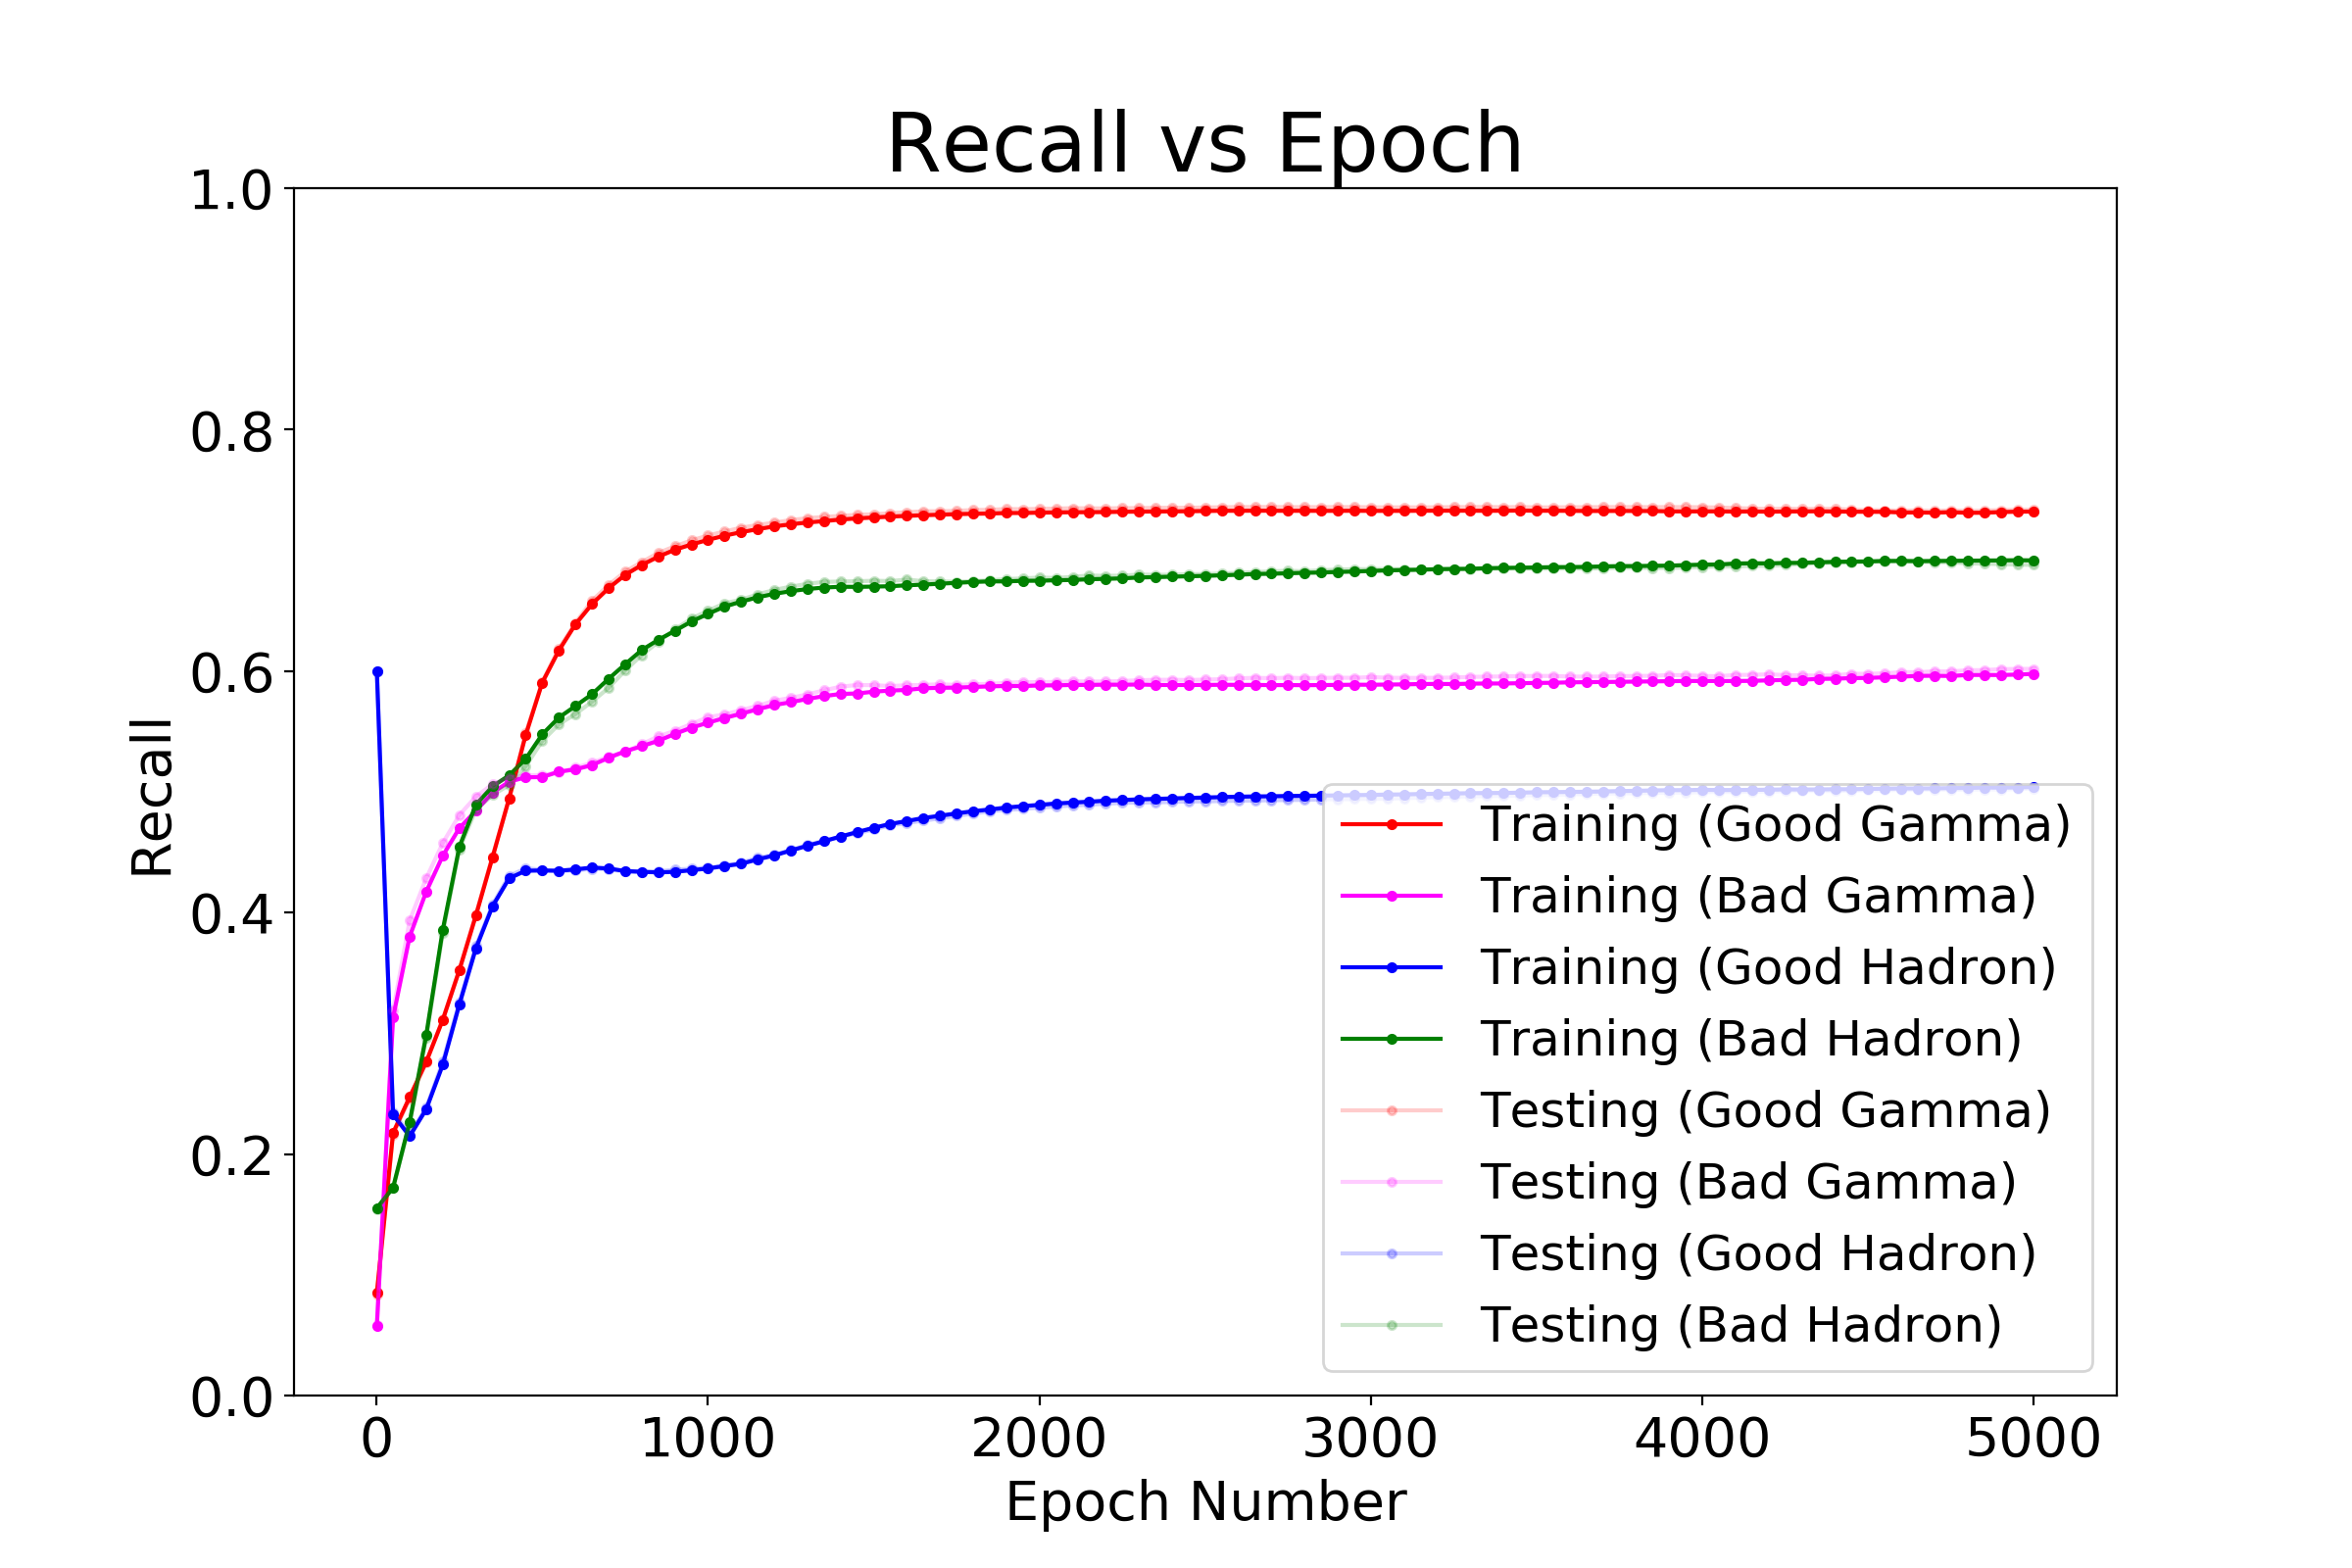 Recall vs Epoch
1.0
0.8
0.6
0.4
0.2
0.0
Recall
0 1000 2000 3000 4000 5000
Epoch Number
Training (Good Gamma)
Training (Bad Gamma)
Training (Good Hadron)
Training (Bad Hadron)
Testing (Good Gamma)
Testing (Bad Gamma)
Testing (Good Hadron)
Testing (Bad Hadron)